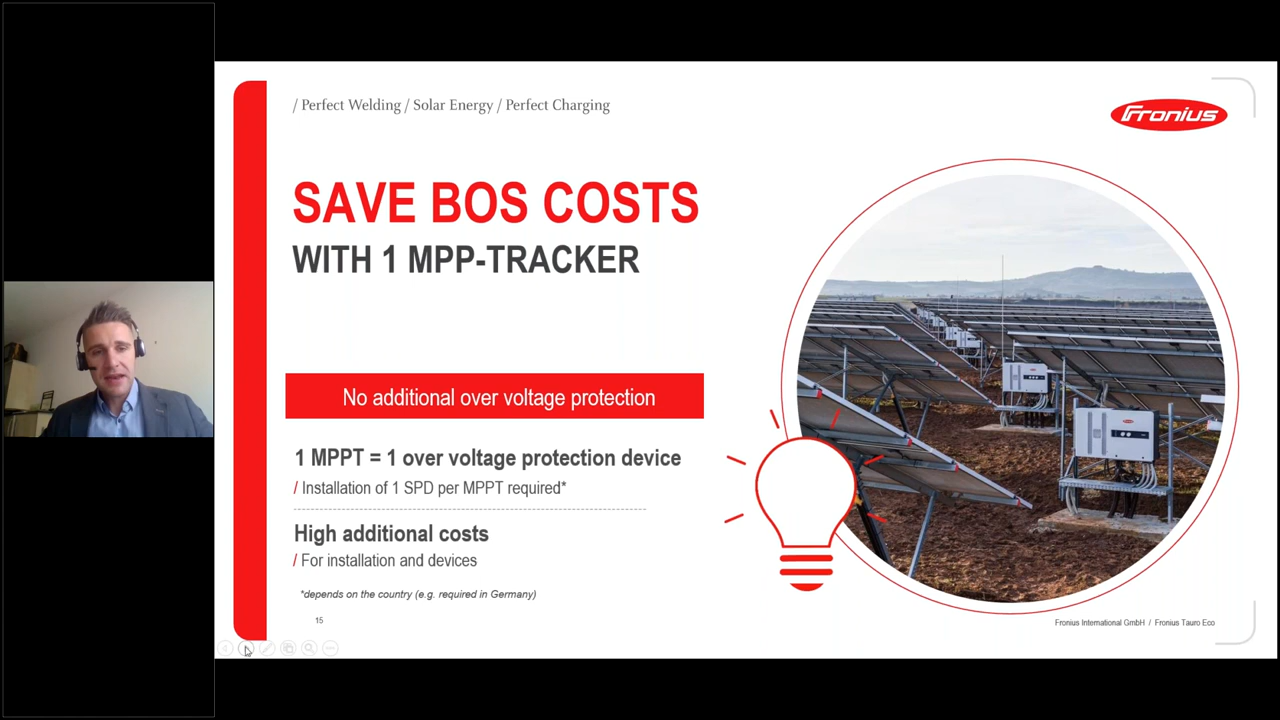 / Perfect Welding / Solar Energy / Perfect Charging
Fronius
SAVE BOS COSTS
WITH 1 MPP-TRACKER
No additional over voltage protection
1 MPPT = 1 over voltage protection device
/ Installation of 1 SPD per MPPT required*
High additional costs
/ For installation and devices
*depends on the country (e.g. required in Germany)
15
Fronius International GmbH / Fronius Tauro Eco